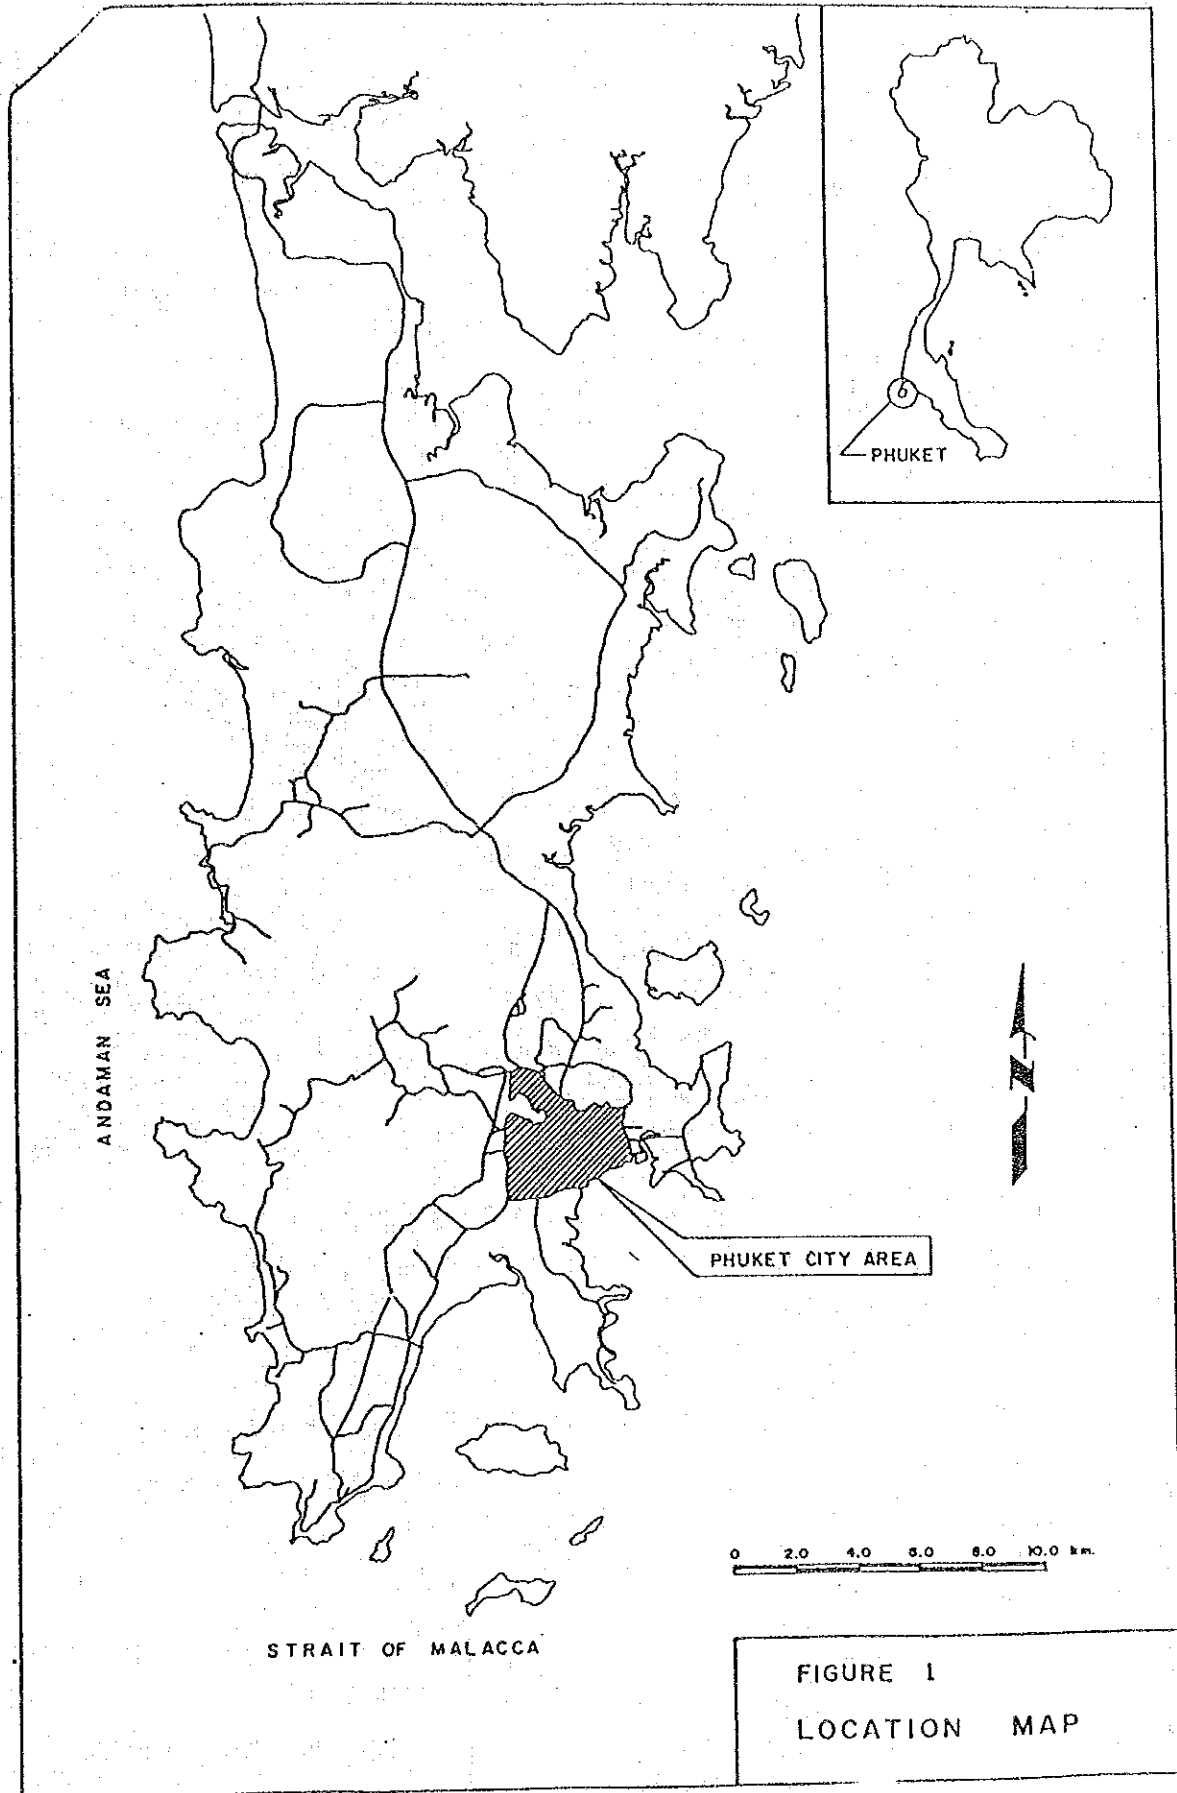 PHUKET
ANDAMAN SEA
N
PHUKET CITY AREA
0 2.0 4.0 6.0 8.0 10.0 km.
STRAIT OF MALACCA
FIGURE 1
LOCATION MAP